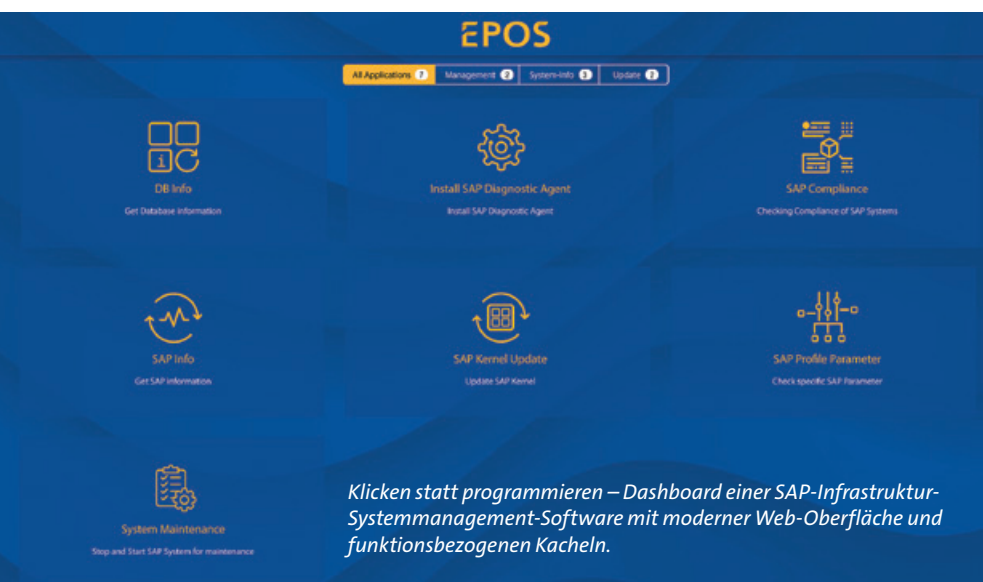 EPOS
All Applications 7 Management 2 System-Info 3 Update 2
DB Info
Get Database information
Install SAP Diagnostic Agent
Install SAP Diagnostic Agent
SAP Compliance
Checking Compliance of SAP Systems
SAP Info
Get SAP information
SAP Kernel Update
Update SAP Kernel
SAP Profile Parameter
Check specific SAP Parameter
System Maintenance
Stop and Start SAP System for maintenance
Klicken statt programmieren – Dashboard einer SAP-Infrastruktur-
Systemmanagement-Software mit moderner Web-Oberfläche und
funktionsbezogenen Kacheln.